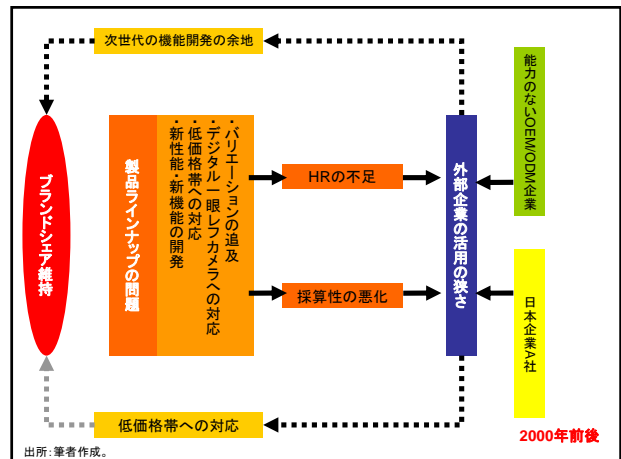 次世代の機能開発の余地
ブランドシェア維持
製品ラインナップの問題
・バリエーションの追及
・デジタル一眼レフカメラへの対応
・低価格帯への対応
・新性能・新機能の開発
HRの不足
採算性の悪化
外部企業の活用の狭さ
能力のないOEM/ODM企業
日本企業A社
低価格帯への対応
2000年前後
出所：筆者作成。